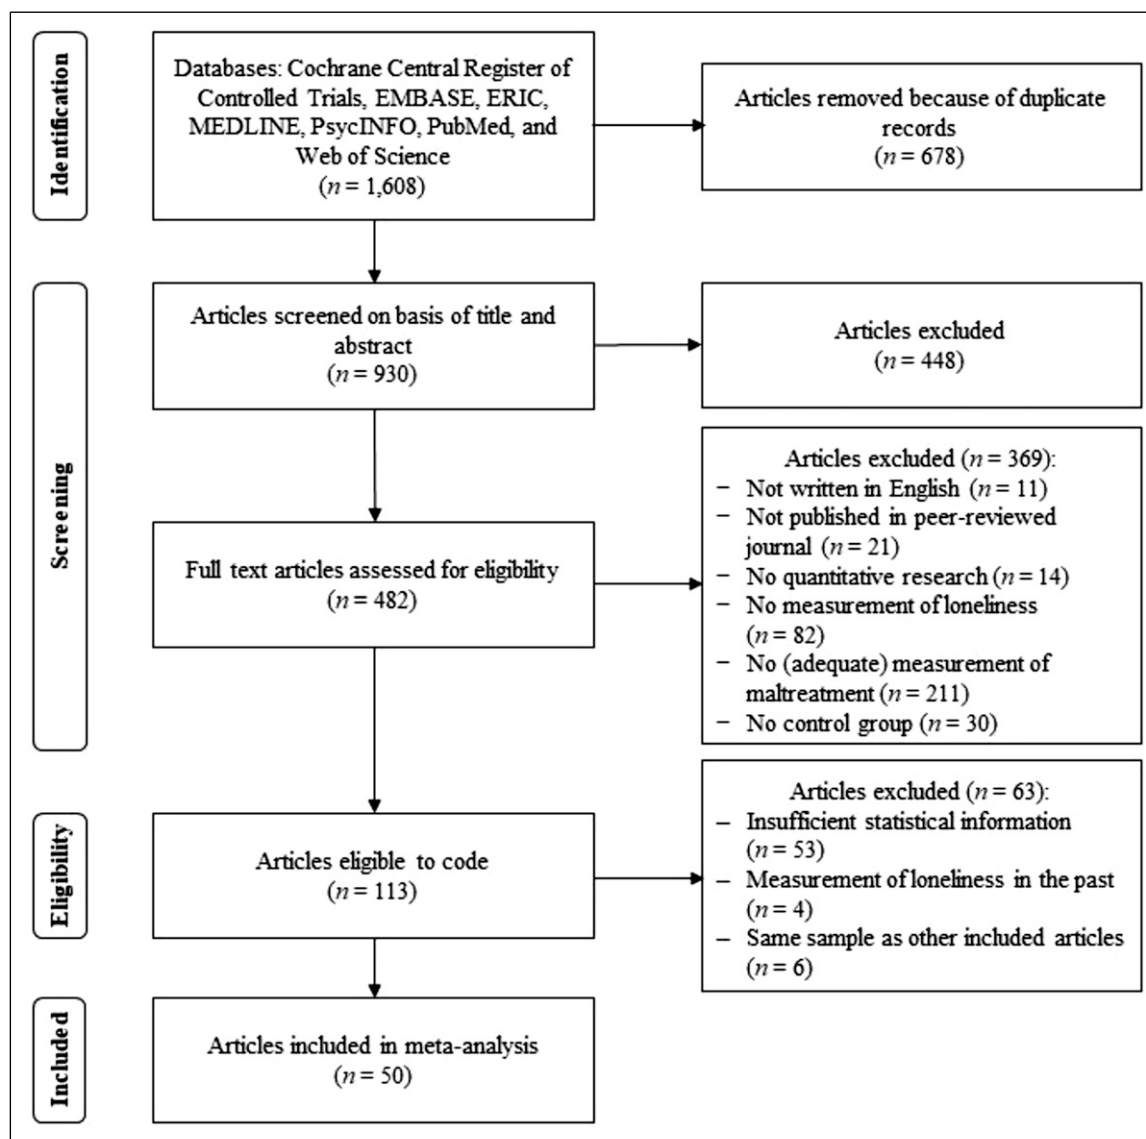 Identification
Databases: Cochrane Central Register of
Controlled Trials, EMBASE, ERIC,
MEDLINE, PsycINFO, PubMed, and
Web of Science
(n = 1,608)
Articles removed because of duplicate
records
(n = 678)
Screening
Articles screened on basis of title and
abstract
(n = 930)
Articles excluded
(n = 448)
Full text articles assessed for eligibility
(n = 482)
Articles excluded (n = 369):
− Not written in English (n = 11)
− Not published in peer-reviewed
journal (n = 21)
− No quantitative research (n = 14)
− No measurement of loneliness
(n = 82)
− No (adequate) measurement of
maltreatment (n = 211)
− No control group (n = 30)
Eligibility
Articles eligible to code
(n = 113)
Articles excluded (n = 63):
− Insufficient statistical information
(n = 53)
− Measurement of loneliness in the past
(n = 4)
− Same sample as other included articles
(n = 6)
Included
Articles included in meta-analysis
(n = 50)